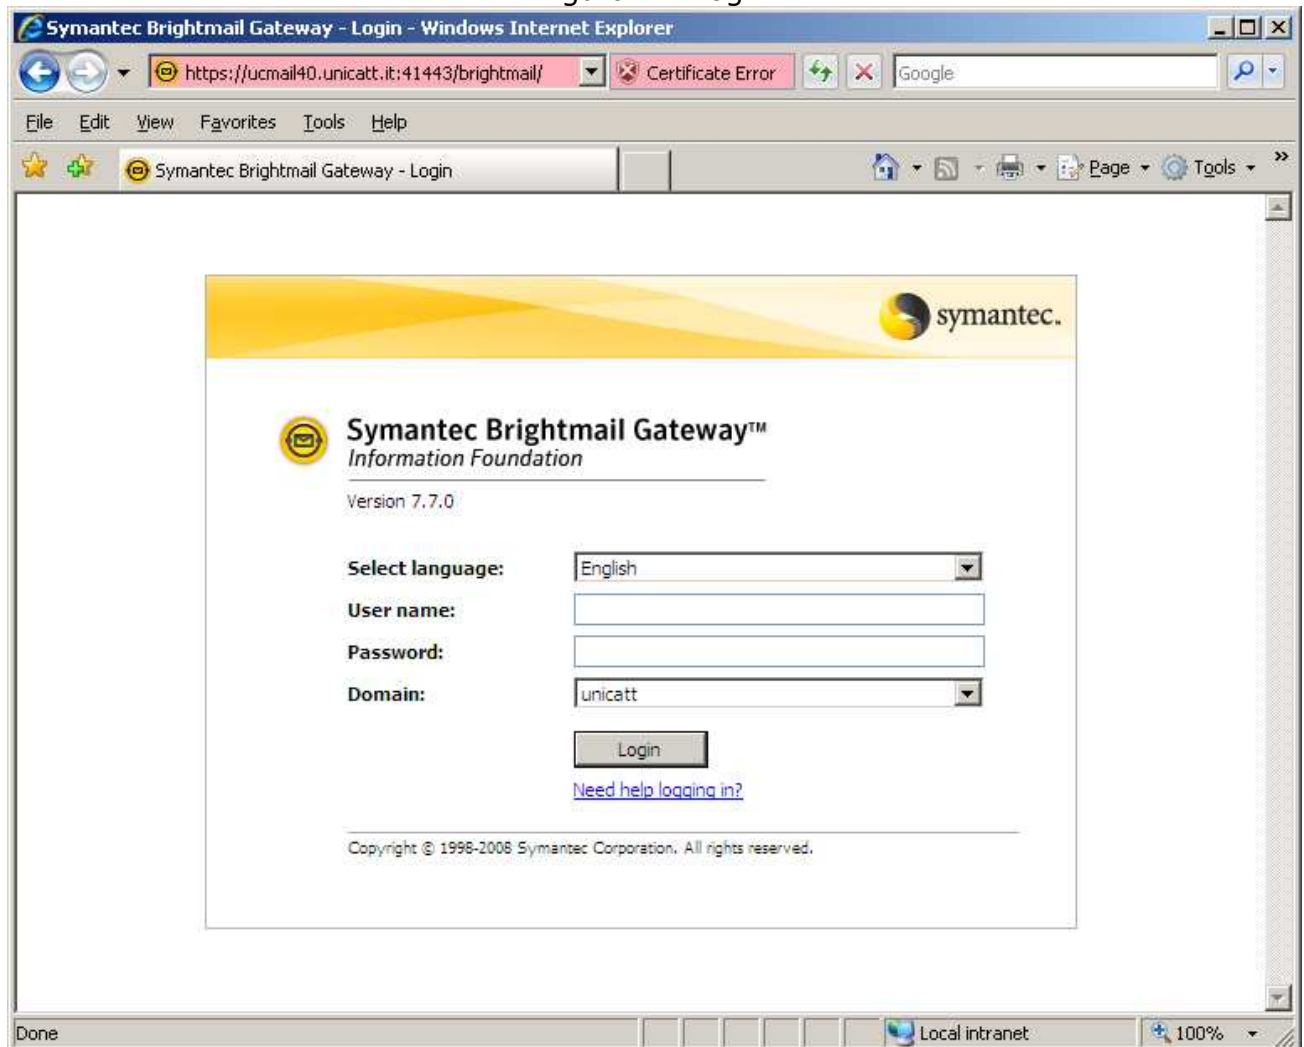 Symantec Brightmail Gateway - Login - Windows Internet Explorer
https://ucmail40.unicatt.it:41443/brightmail/ Certificate Error Google
File Edit View Favorites Tools Help
Symantec Brightmail Gateway - Login Page Tools »
symantec.
Symantec Brightmail Gateway™
Information Foundation
Version 7.7.0
Select language: English
User name:
Password:
Domain: unicatt
Login
Need help logging in?
Copyright © 1998-2008 Symantec Corporation. All rights reserved.
Done Local intranet 100%